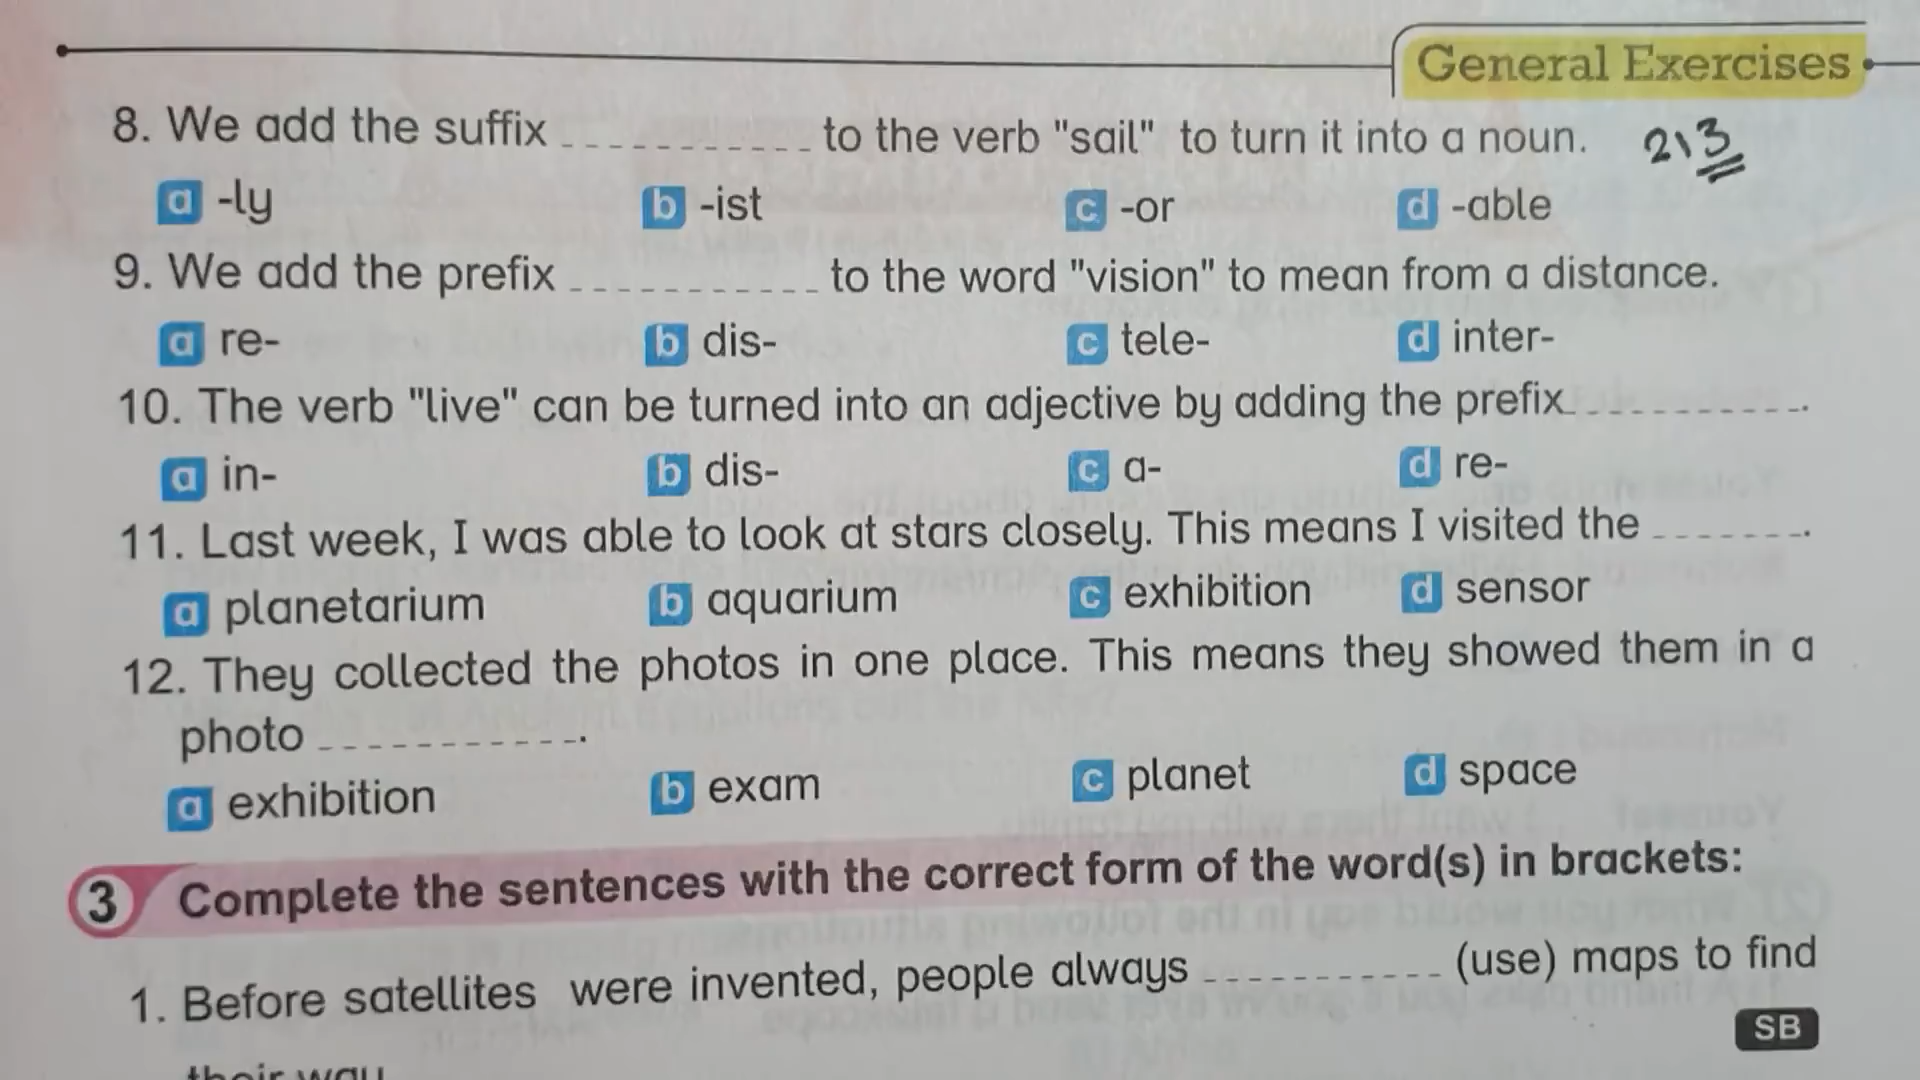 General Exercises
8. We add the suffix ----------- to the verb "sail" to turn it into a noun. 213
a -ly b -ist c -or d -able
9. We add the prefix ----------- to the word "vision" to mean from a distance.
a re- b dis- c tele- d inter-
10. The verb "live" can be turned into an adjective by adding the prefix -----------.
a in- b dis- c a- d re-
11. Last week, I was able to look at stars closely. This means I visited the -------.
a planetarium b aquarium c exhibition d sensor
12. They collected the photos in one place. This means they showed them in a
photo ------------.
a exhibition b exam c planet d space
3 Complete the sentences with the correct form of the word(s) in brackets:
1. Before satellites were invented, people always ----------- (use) maps to find
SB
their way